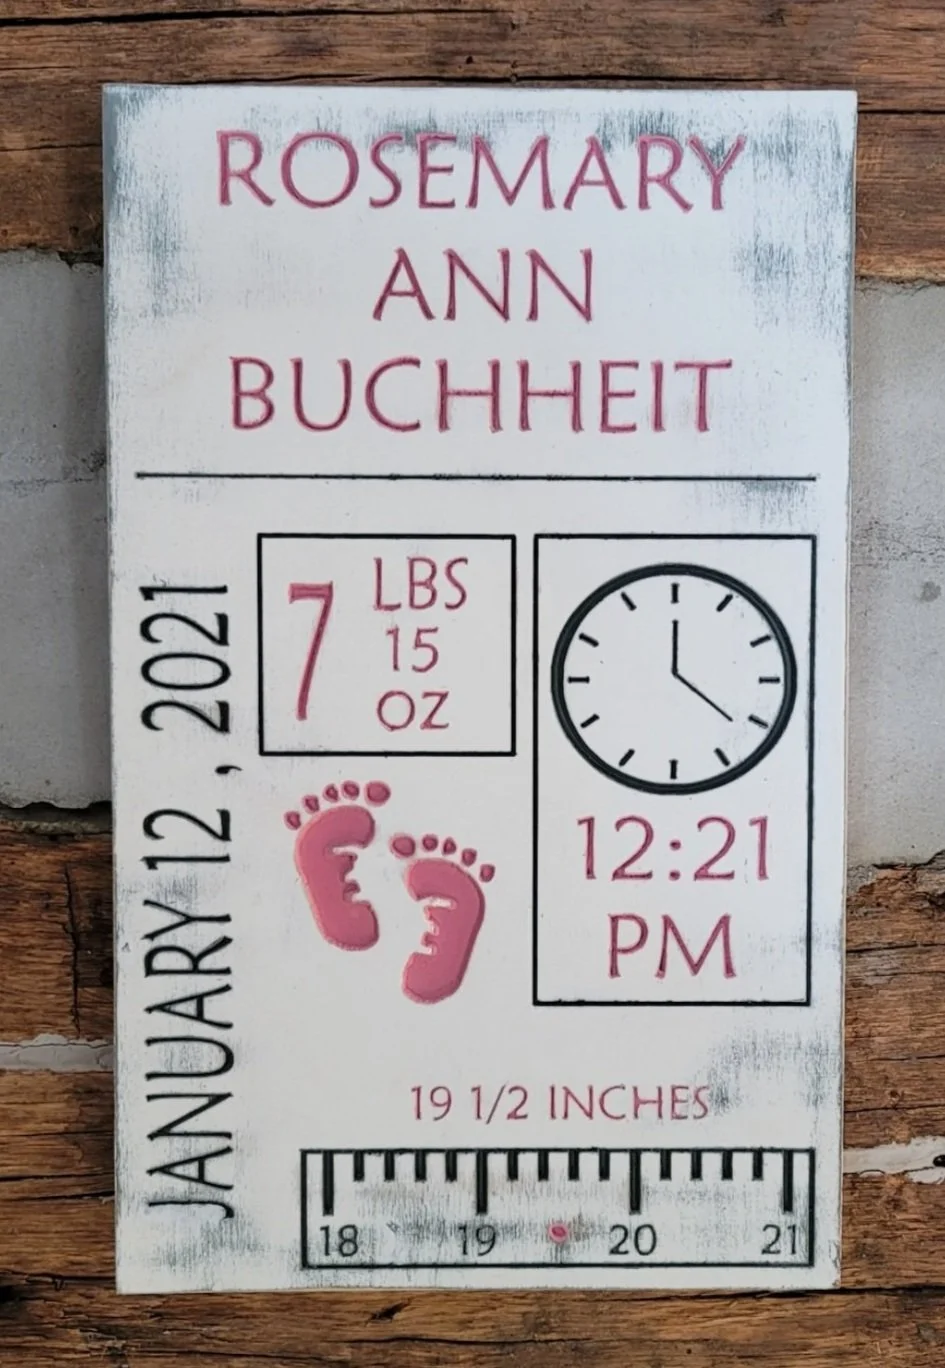 ROSEMARY
ANN
BUCHHEIT
JANUARY 12 , 2021
7 LBS
15
OZ
12:21
PM
19 1/2 INCHES
18 19 20 21